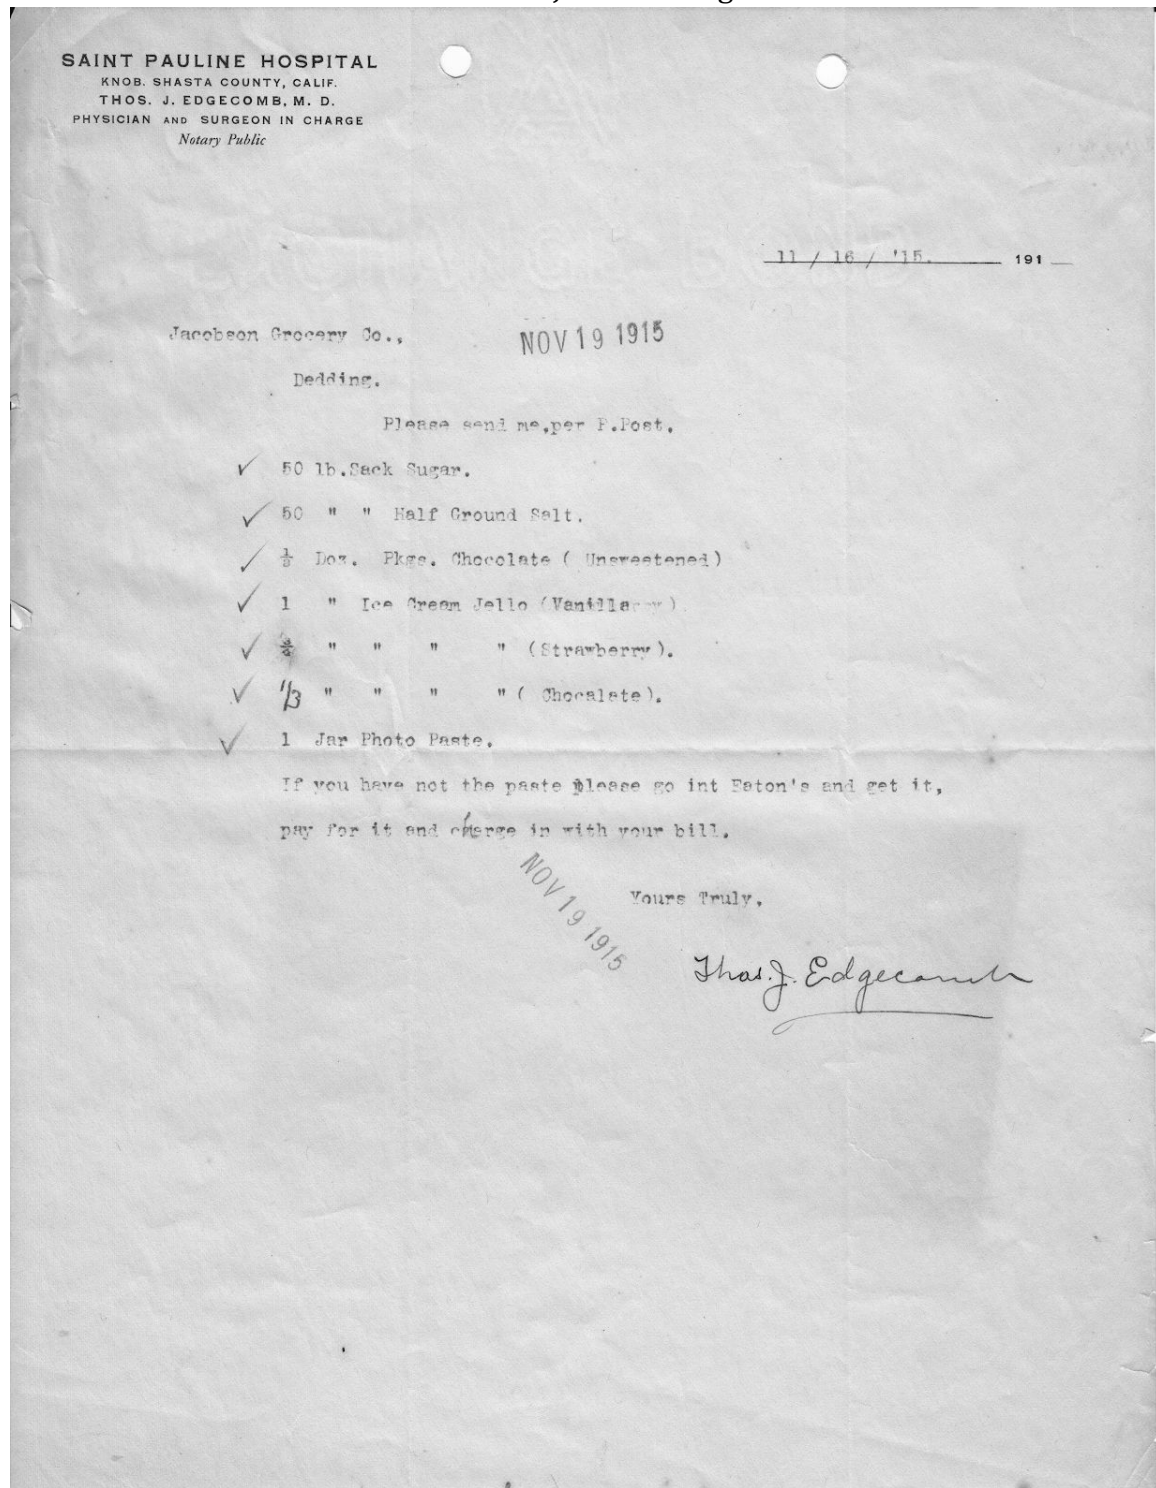 SAINT PAULINE HOSPITAL
KNOB. SHASTA COUNTY, CALIF.
THOS. J. EDGECOMB, M. D.
PHYSICIAN AND SURGEON IN CHARGE
Notary Public
11 / 16 / '15. 191
Jacobson Grocery Co.,
NOV 19 1915
Dedding.
Please send me,per P.Post.
50 lb.Sack Sugar.
50 " " Half Ground Salt.
½ Doz. Pkgs. Chocolate ( Unsweetened)
1 " Ice Cream Jello (Vanilla)
" " " " (Strawberry).
1/3 " " " " ( Chocalate).
1 Jar Photo Paste.
If you have not the paste please go int Eaton's and get it,
pay for it and charge in with your bill.
NOV 19 1915
Yours Truly,
Thos. J. Edgecomb